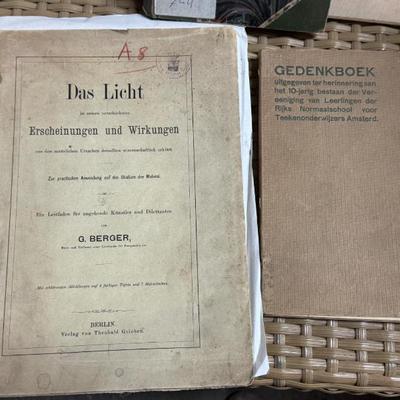 A8
Das Licht
in seinen verschiedenen
Erscheinungen und Wirkungen
aus den natürlichen Ursachen derselben wissenschaftlich erklärt
Zur practischen Anwendung auf das Studium der Malerei.
Ein Leitfaden für angehende Künstler und Dilettanten
von
G. BERGER,
Mit erklärenden Abbildungen auf 4 farbigen Tafeln und 7 Holzschnitten.
BERLIN.
Verlag von Theobald Grieben.
GEDENKBOEK
uitgegeven ter herinnering aan
het 10-jarig bestaan der Ver-
eeniging van Leerlingen der
Rijks Normaalschool voor
Teekenonderwijzers Amsterd.